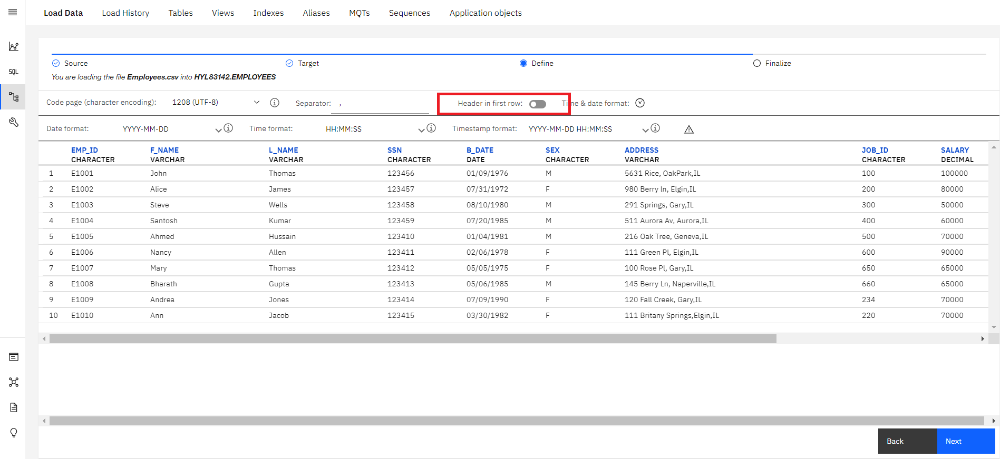 Load Data Load History Tables Views Indexes Aliases MQTs Sequences Application objects
Source Target Define Finalize
You are loading the file Employees.csv into HYL83142.EMPLOYEES
SQL
Code page (character encoding): 1208 (UTF-8) Separator: , Header in first row: Time & date format:
Date format: YYYY-MM-DD Time format: HH:MM:SS Timestamp format: YYYY-MM-DD HH:MM:SS
EMP_ID F_NAME L_NAME SSN B_DATE SEX ADDRESS JOB_ID SALARY
CHARACTER VARCHAR VARCHAR CHARACTER DATE CHARACTER VARCHAR CHARACTER DECIMAL
1 E1001 John Thomas 123456 01/09/1976 M 5631 Rice, OakPark,IL 100 100000
2 E1002 Alice James 123457 07/31/1972 F 980 Berry ln, Elgin,IL 200 80000
3 E1003 Steve Wells 123458 08/10/1980 M 291 Springs, Gary,IL 300 50000
4 E1004 Santosh Kumar 123459 07/20/1985 M 511 Aurora Av, Aurora,IL 400 60000
5 E1005 Ahmed Hussain 123410 01/04/1981 M 216 Oak Tree, Geneva,IL 500 70000
6 E1006 Nancy Allen 123411 02/06/1978 F 111 Green Pl, Elgin,IL 600 90000
7 E1007 Mary Thomas 123412 05/05/1975 F 100 Rose Pl, Gary,IL 650 65000
8 E1008 Bharath Gupta 123413 05/06/1985 M 145 Berry Ln, Naperville,IL 660 65000
9 E1009 Andrea Jones 123414 07/09/1990 F 120 Fall Creek, Gary,IL 234 70000
10 E1010 Ann Jacob 123415 03/30/1982 F 111 Britany Springs,Elgin,IL 220 70000
Back Next